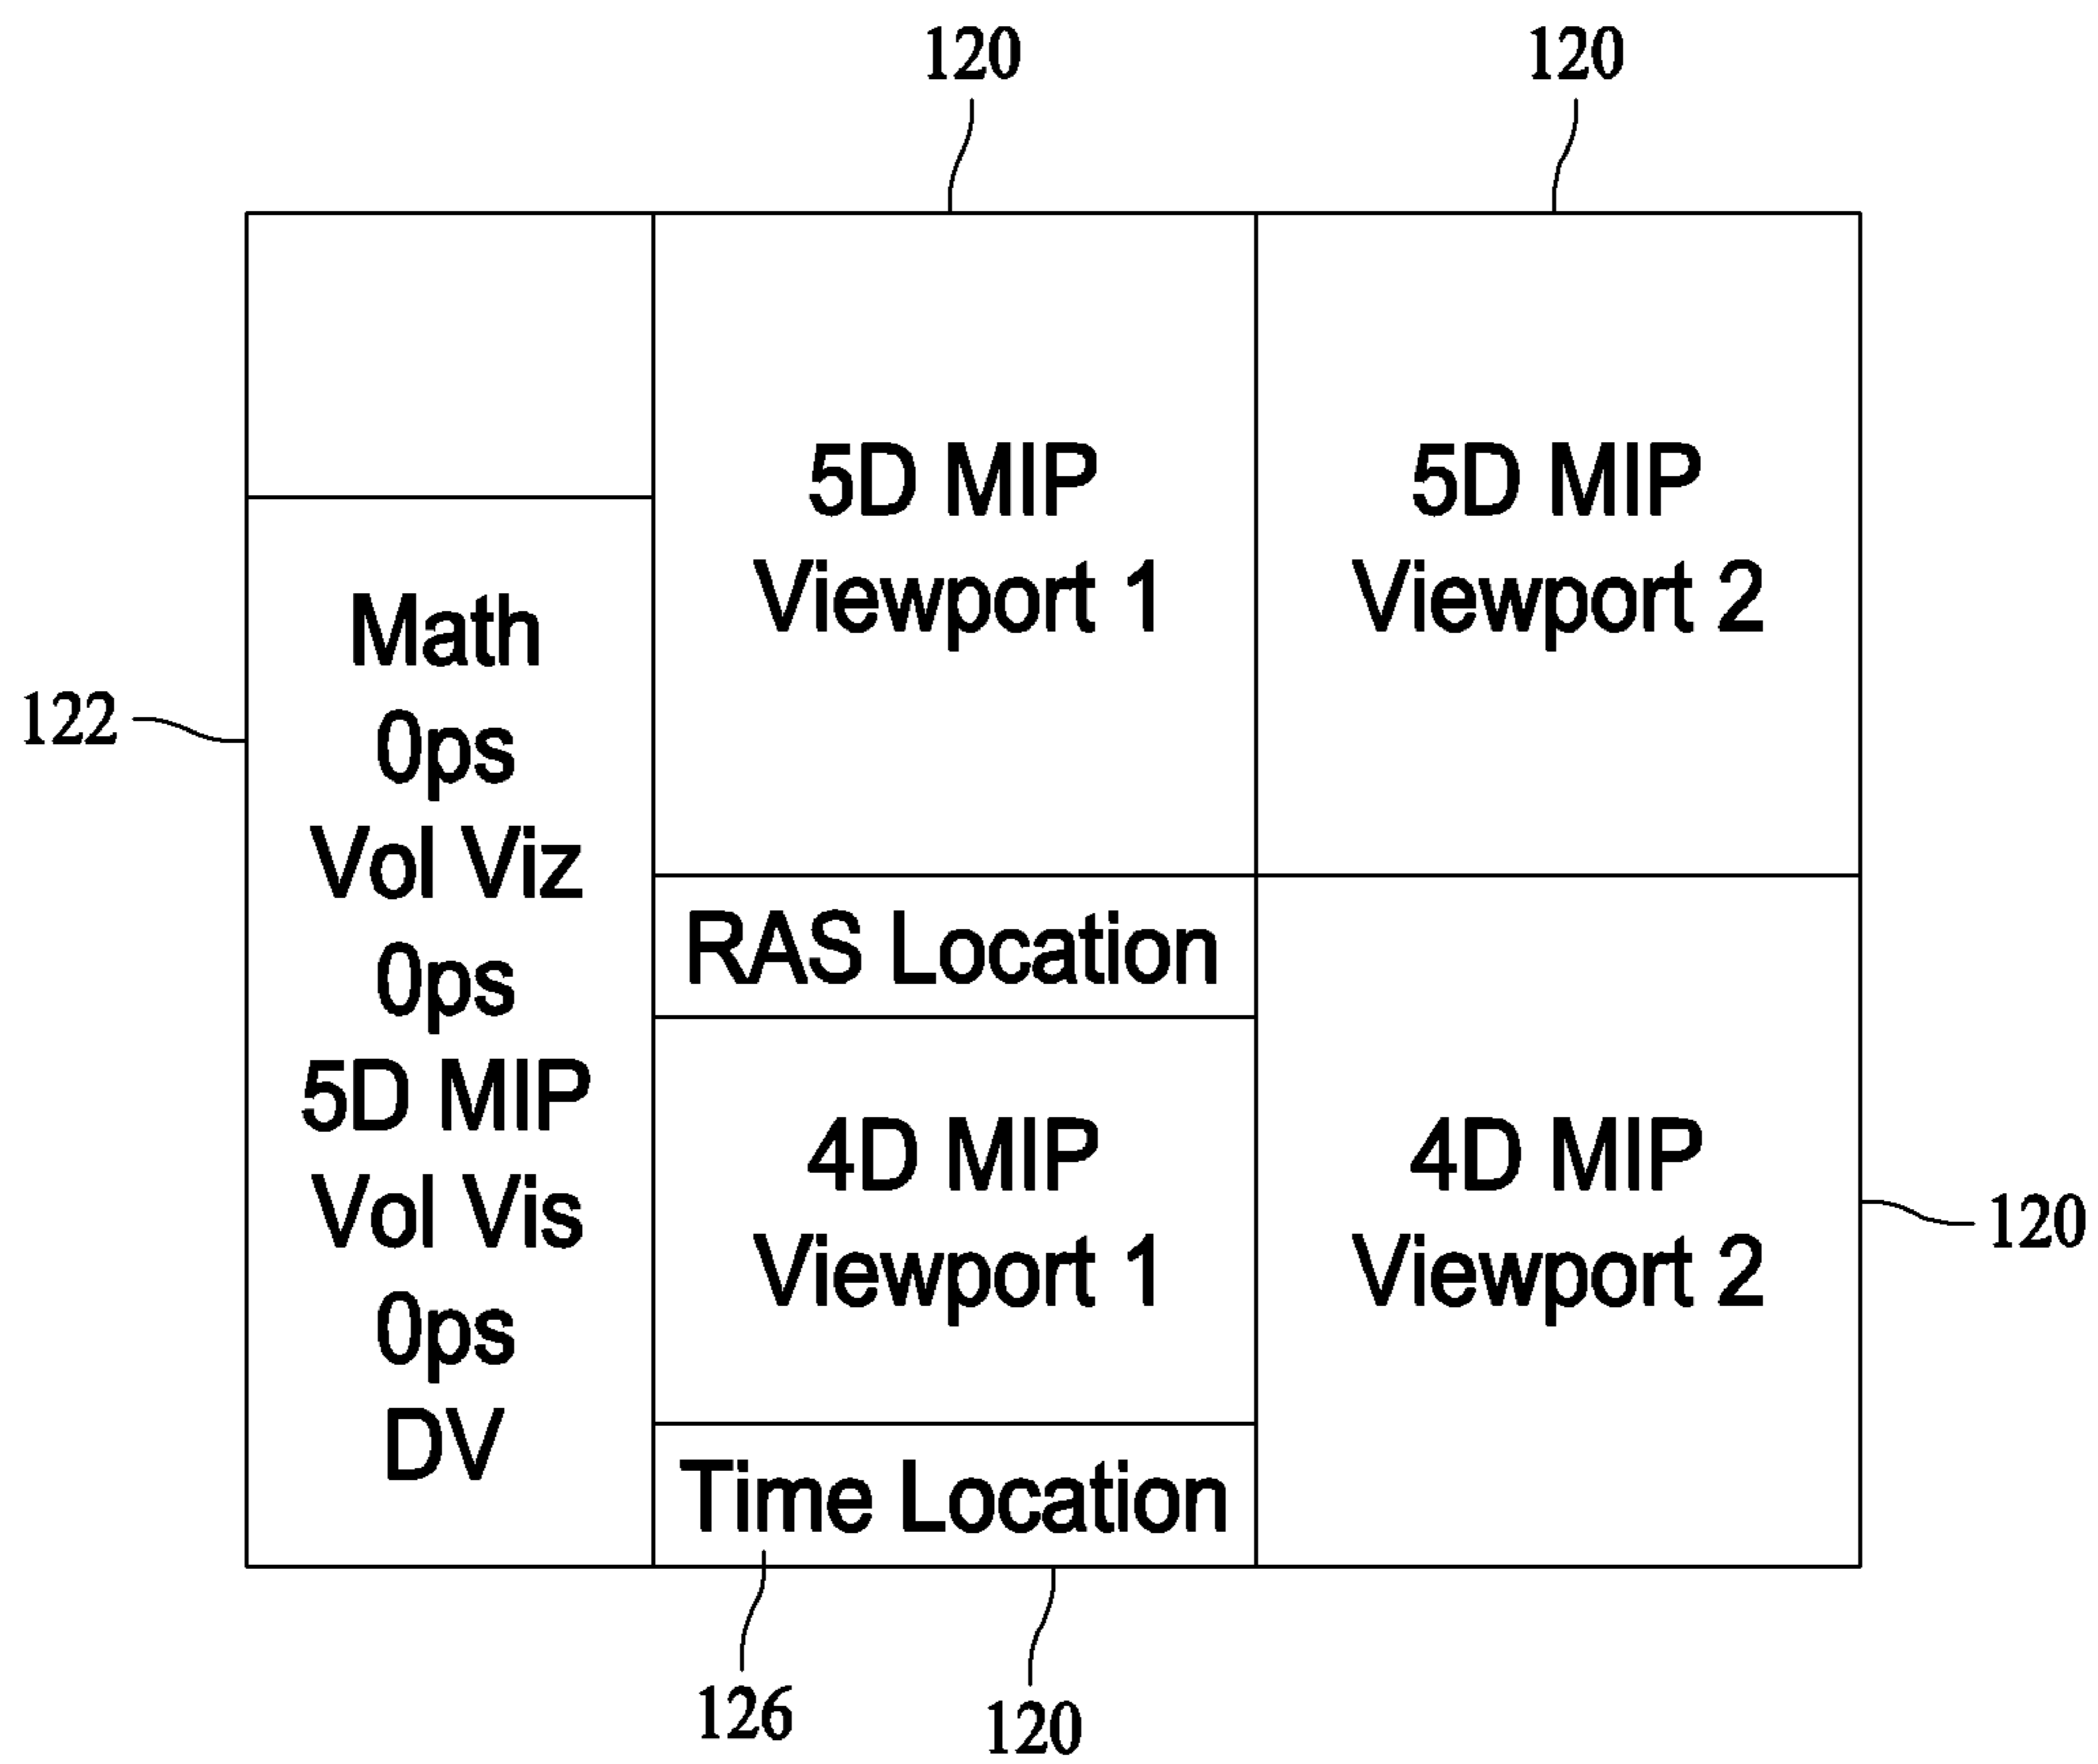 120
120
5D MIP
Viewport 1
5D MIP
Viewport 2
122
Math
0ps
Vol Viz
0ps
5D MIP
Vol Vis
0ps
DV
RAS Location
4D MIP
Viewport 1
4D MIP
Viewport 2
120
Time Location
126
120